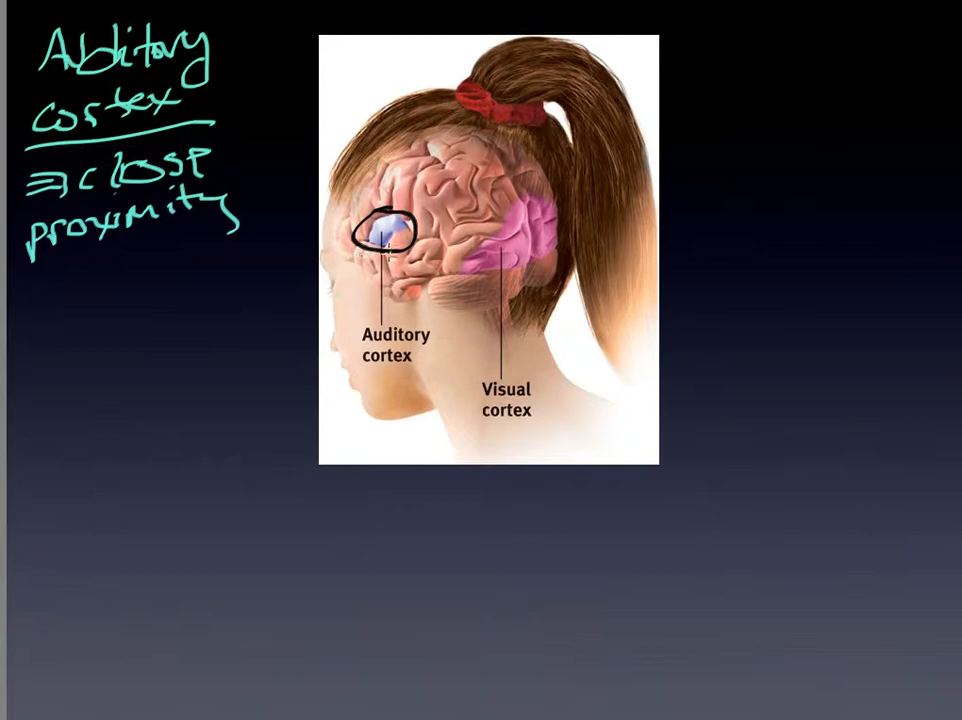 Auditory
cortex
⇒ close
proximity
Auditory
cortex
Visual
cortex